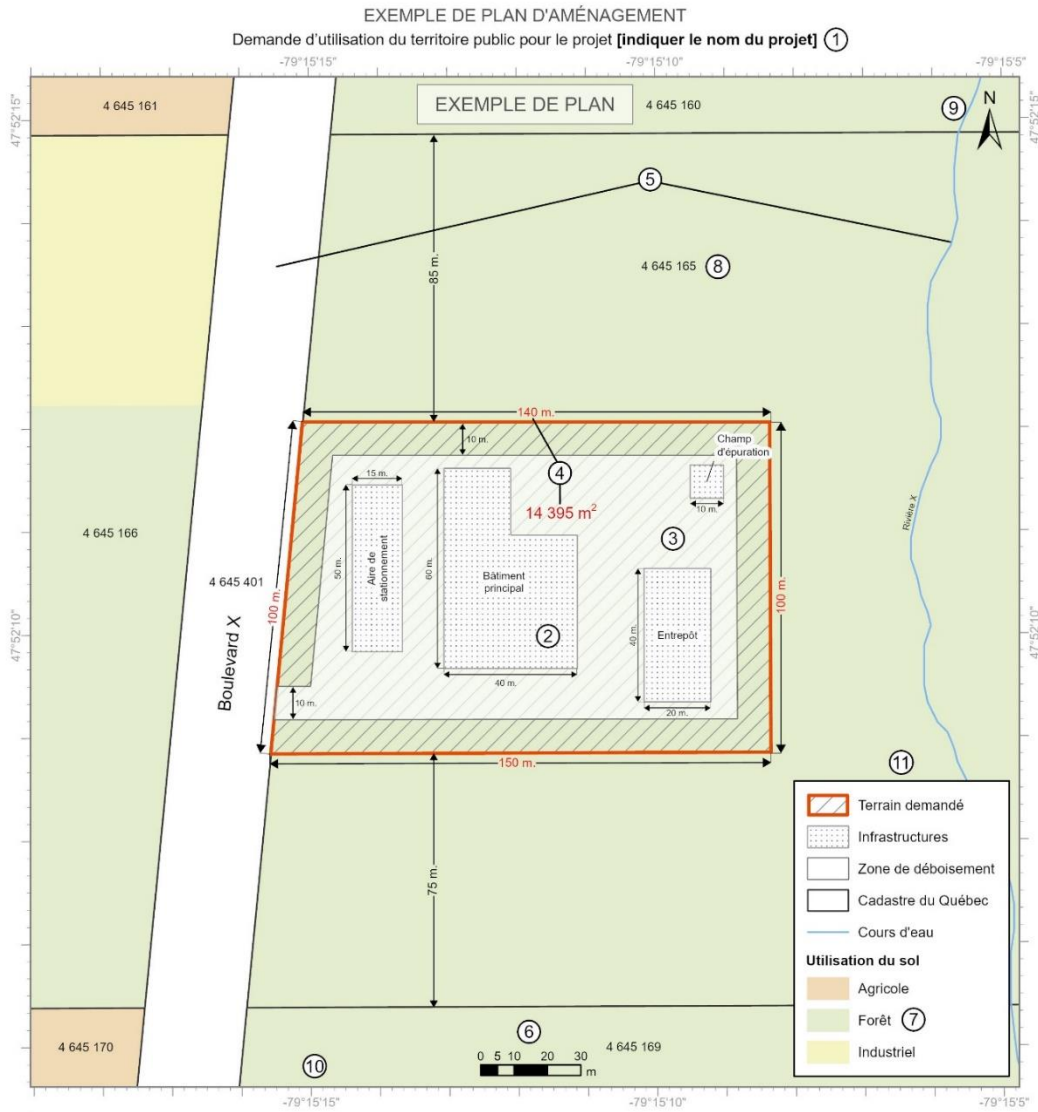 EXEMPLE DE PLAN D'AMÉNAGEMENT
Demande d'utilisation du territoire public pour le projet [indiquer le nom du projet] 1
-79°15'15"
-79°15'10"
-79°15'5"
47°52'15"
47°52'15"
4 645 161
EXEMPLE DE PLAN
4 645 160
9
N
5
85 m.
4 645 165 8
140 m.
10 m.
Champ
d'épuration
15 m.
4
10 m.
14 395 m²
Rivière X
4 645 166
50 m.
Aire de
stationnement
60 m.
Bâtiment
principal
3
4 645 401
100 m.
100 m.
47°52'10"
47°52'10"
2
40 m.
Entrepôt
Boulevard X
40 m.
20 m.
10 m.
150 m.
11
75 m.
Terrain demandé
Infrastructures
Zone de déboisement
Cadastre du Québec
Cours d'eau
Utilisation du sol
Agricole
Forêt 7
Industriel
4 645 170
6
4 645 169
10
0 5 10 20 30
m
-79°15'15"
-79°15'10"
-79°15'5"